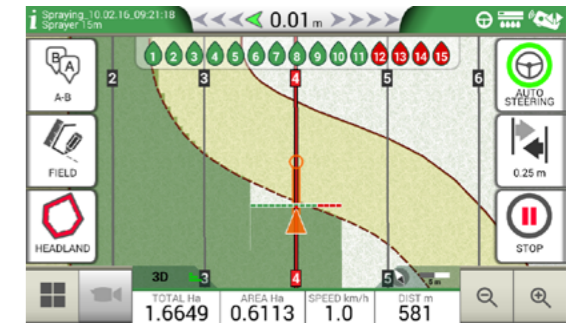 Spraying_10.02.16_09:21:18
Sprayer 15m
0.01 m
1 2 3 4 5 6 7 8 9 10 11 12 13 14 15
A-B
2 3 4 5 6
AUTO
STEERING
FIELD
0.25 m
HEADLAND
STOP
3D
3 4 5
5 m
TOTAL Ha
1.6649
AREA Ha
0.6113
SPEED km/h
1.0
DIST m
581